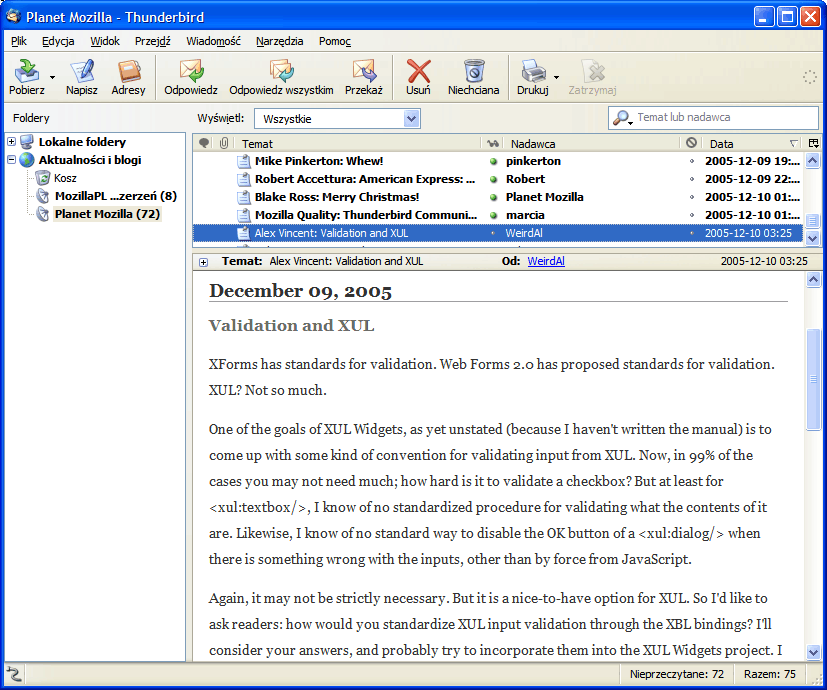 Planet Mozilla - Thunderbird
Plik Edycja Widok Przejdź Wiadomość Narzędzia Pomoc
Pobierz Napisz Adresy Odpowiedz Odpowiedz wszystkim Przekaż Usuń Niechciana Drukuj Zatrzymaj
Foldery Wyświetl: Wszystkie Temat lub nadawca
Lokalne foldery
Aktualności i blogi
Kosz
MozillaPL ...zerzeń (8)
Planet Mozilla (72)
Temat Nadawca Data
Mike Pinkerton: Whew! pinkerton 2005-12-09 19:...
Robert Accettura: American Express: ... Robert 2005-12-09 22:...
Blake Ross: Merry Christmas! Planet Mozilla 2005-12-10 01:...
Mozilla Quality: Thunderbird Communi... marcia 2005-12-10 01:...
Alex Vincent: Validation and XUL WeirdAl 2005-12-10 03:25
Temat: Alex Vincent: Validation and XUL Od: WeirdAl 2005-12-10 03:25
December 09, 2005
Validation and XUL
XForms has standards for validation. Web Forms 2.0 has proposed standards for validation.
XUL? Not so much.
One of the goals of XUL Widgets, as yet unstated (because I haven't written the manual) is to
come up with some kind of convention for validating input from XUL. Now, in 99% of the
cases you may not need much; how hard is it to validate a checkbox? But at least for
<xul:textbox/>, I know of no standardized procedure for validating what the contents of it
are. Likewise, I know of no standard way to disable the OK button of a <xul:dialog/> when
there is something wrong with the inputs, other than by force from JavaScript.
Again, it may not be strictly necessary. But it is a nice-to-have option for XUL. So I'd like to
ask readers: how would you standardize XUL input validation through the XBL bindings? I'll
consider your answers, and probably try to incorporate them into the XUL Widgets project. I
Nieprzeczytane: 72 Razem: 75